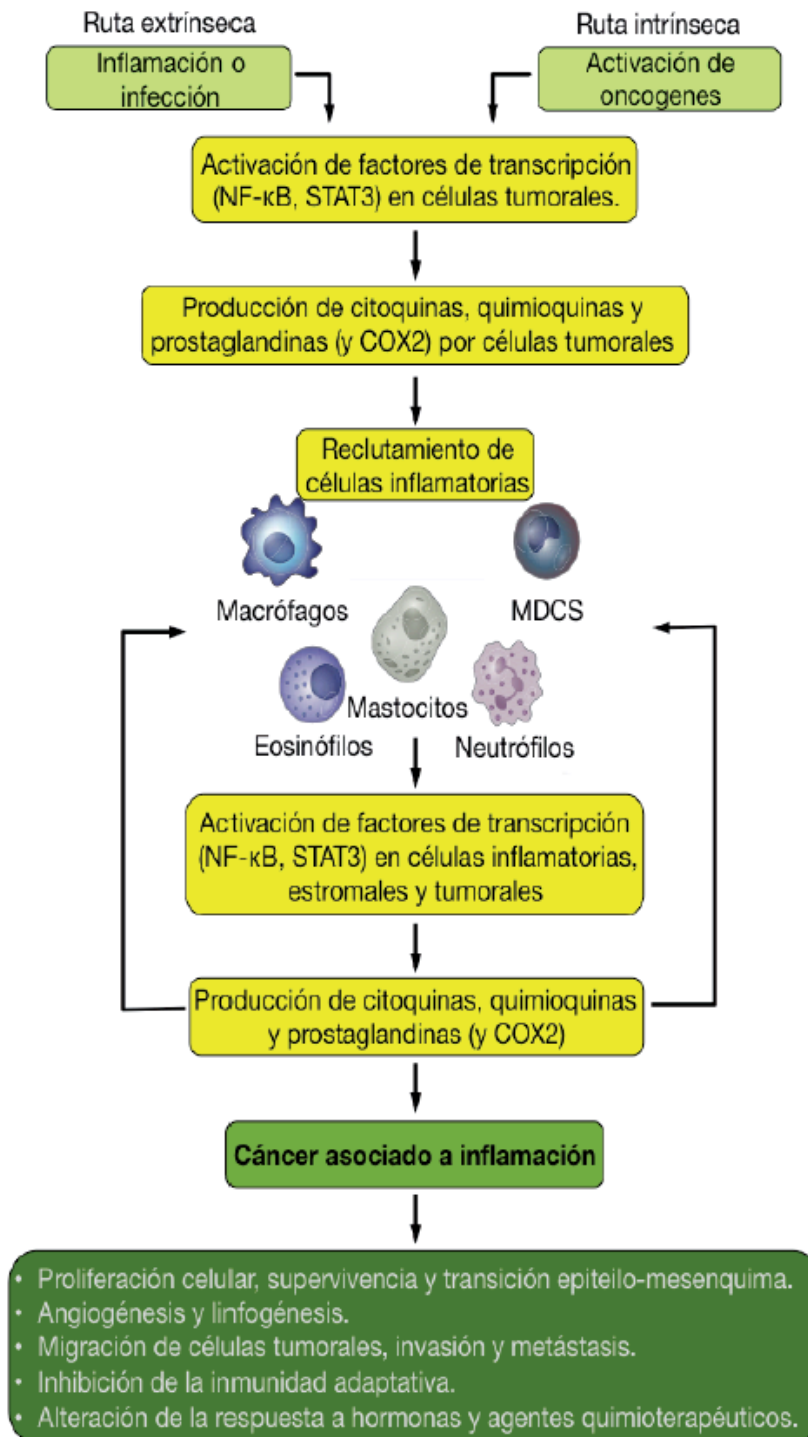 Ruta extrínseca
Inflamación o
infección
Ruta intrínseca
Activación de
oncogenes
Activación de factores de transcripción
(NF-κB, STAT3) en células tumorales.
Producción de citoquinas, quimioquinas y
prostaglandinas (y COX2) por células tumorales
Reclutamiento de
células inflamatorias
Macrófagos
MDCS
Mastocitos
Eosinófilos
Neutrófilos
Activación de factores de transcripción
(NF-κB, STAT3) en células inflamatorias,
estromales y tumorales
Producción de citoquinas, quimioquinas
y prostaglandinas (y COX2)
Cáncer asociado a inflamación
• Proliferación celular, supervivencia y transición epiteilo-mesenquima.
• Angiogénesis y linfogénesis.
• Migración de células tumorales, invasión y metástasis.
• Inhibición de la inmunidad adaptativa.
• Alteración de la respuesta a hormonas y agentes quimioterapéuticos.